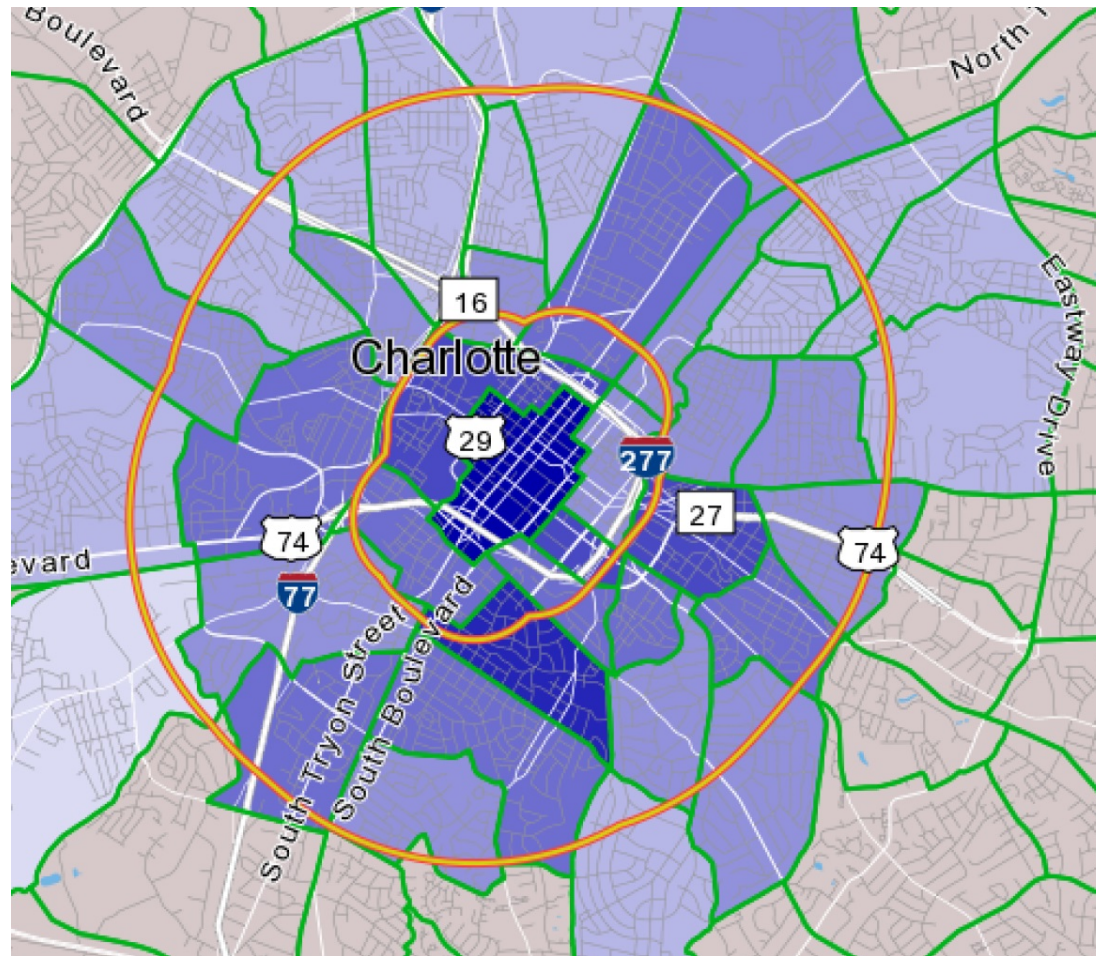 Boulevard
North T
Eastway Drive
16
Charlotte
29
277
27
74
74
evard
77
South Tryon Street
South Boulevard